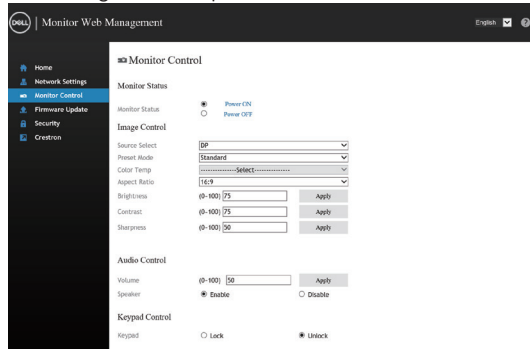 DELL Monitor Web Management English
Home
Network Settings
Monitor Control
Firmware Update
Security
Crestron
Monitor Control
Monitor Status
Monitor Status Power ON
Power OFF
Image Control
Source Select DP
Preset Mode Standard
Color Temp ---------------Select---------------
Aspect Ratio 16:9
Brightness (0~100) 75 Apply
Contrast (0~100) 75 Apply
Sharpness (0~100) 50 Apply
Audio Control
Volume (0~100) 50 Apply
Speaker Enable Disable
Keypad Control
Keypad Lock Unlock